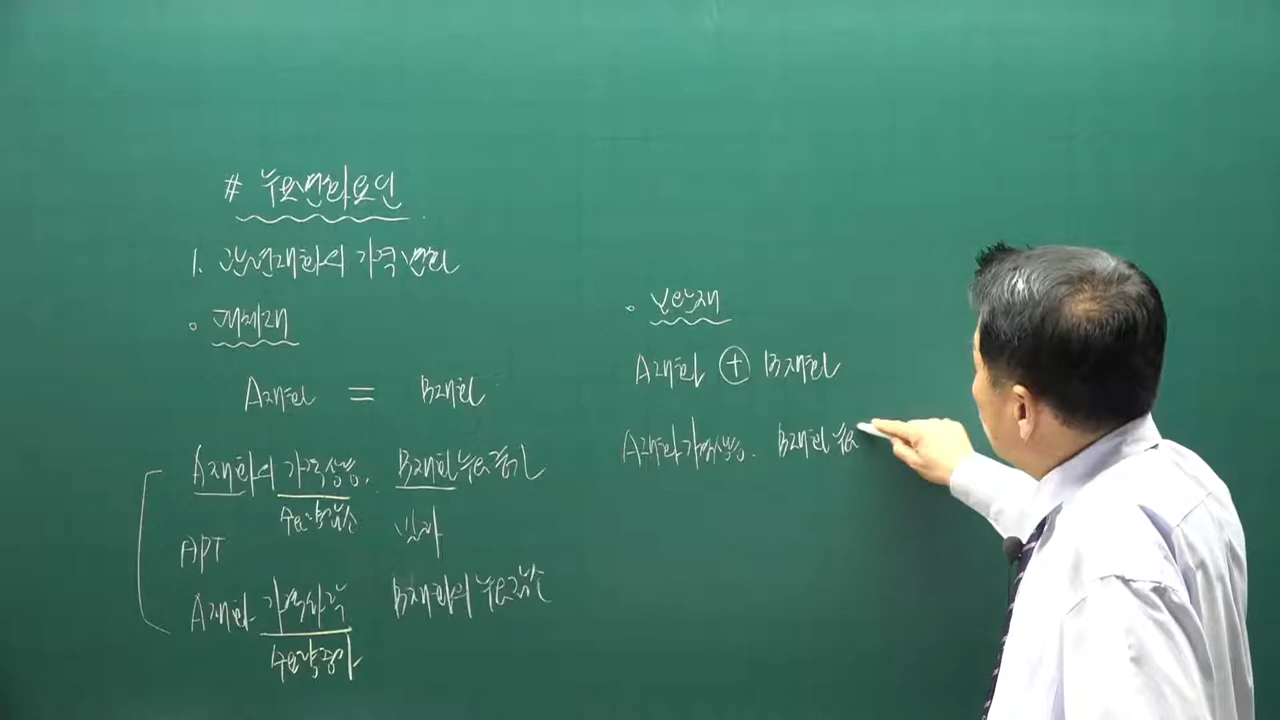 # 수요변화요인
1. 관련재화의 가격변화
◦ 대체재
A재화 = B재화
A재화의 가격상승. B재화 수요증가
수요량감소 빌라
APT
A재화 가격하락 B재화의 수요감소
수요량증가
◦ 보완재
A재화 ⊕ B재화
A재화 가격상승. B재화 수요